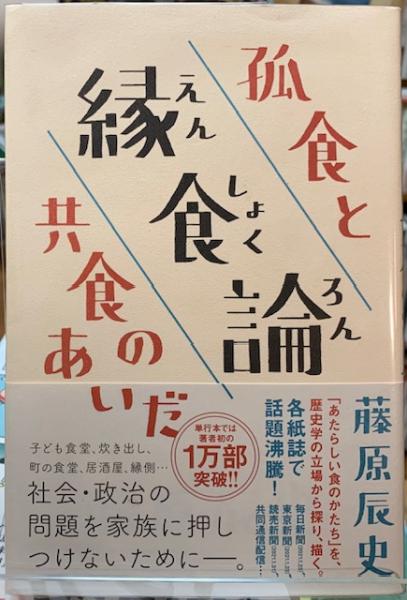 孤食と
縁食論
えんしょくろん
共食のあいだ
藤原辰史
「あたらしい食のかたち」を、
歴史学の立場から探り、描く。
各紙誌で
話題沸騰!
毎日新聞
東京新聞
読売新聞
共同通信配信…
単行本では
著者初の
1万部
突破!!
子ども食堂、炊き出し、
町の食堂、居酒屋、縁側…
社会・政治の
問題を家族に押し
つけないために――。